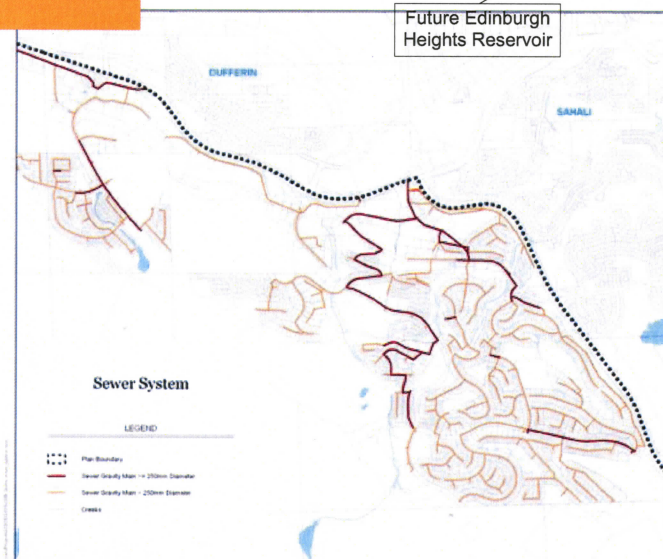 Future Edinburgh
Heights Reservoir
DUFFERIN
SAHALI
Sewer System
LEGEND
Plan Boundary
Sewer Gravity Main >= 250mm Diameter
Sewer Gravity Main < 250mm Diameter
Creeks